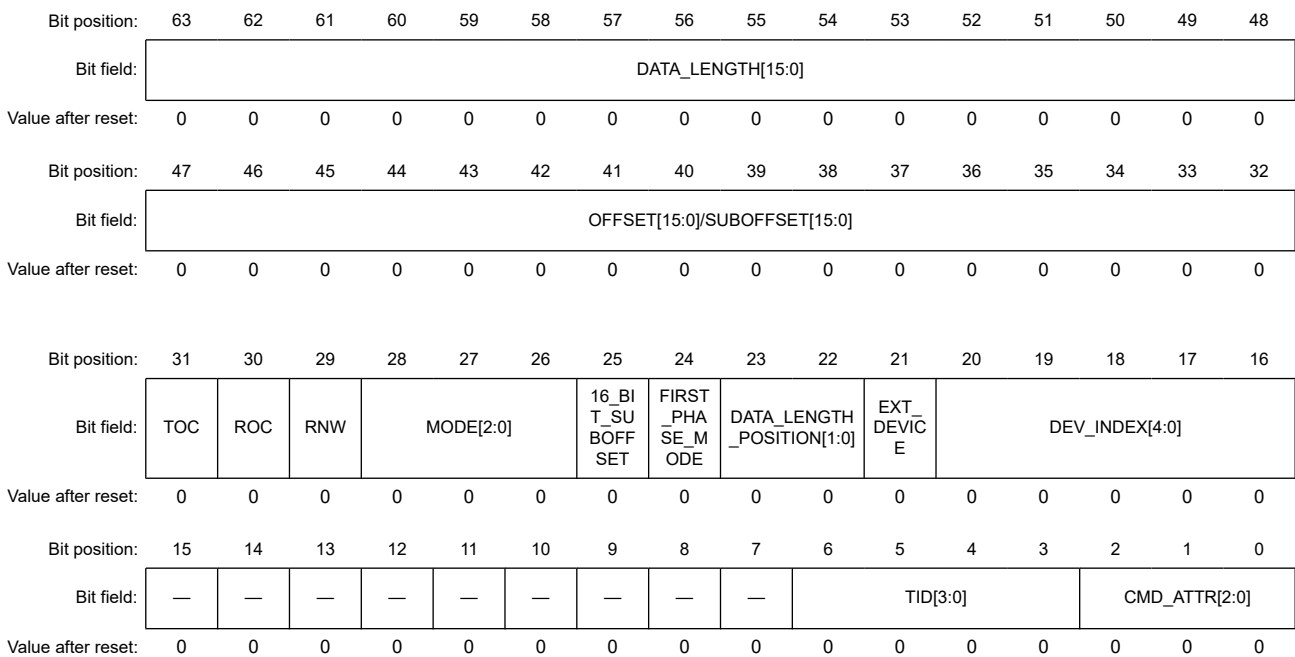 Bit position: 63 62 61 60 59 58 57 56 55 54 53 52 51 50 49 48
Bit field: DATA_LENGTH[15:0]
Value after reset: 0 0 0 0 0 0 0 0 0 0 0 0 0 0 0 0
Bit position: 47 46 45 44 43 42 41 40 39 38 37 36 35 34 33 32
Bit field: OFFSET[15:0]/SUBOFFSET[15:0]
Value after reset: 0 0 0 0 0 0 0 0 0 0 0 0 0 0 0 0
Bit position: 31 30 29 28 27 26 25 24 23 22 21 20 19 18 17 16
Bit field: TOC ROC RNW MODE[2:0]
16_BI
T_SU
BOFF
SET
FIRST
_PHA
SE_M
ODE
DATA_LENGTH
_POSITION[1:0]
EXT_
DEVIC
E
DEV_INDEX[4:0]
Value after reset: 0 0 0 0 0 0 0 0 0 0 0 0 0 0 0 0
Bit position: 15 14 13 12 11 10 9 8 7 6 5 4 3 2 1 0
Bit field: — — — — — — — — — TID[3:0] CMD_ATTR[2:0]
Value after reset: 0 0 0 0 0 0 0 0 0 0 0 0 0 0 0 0